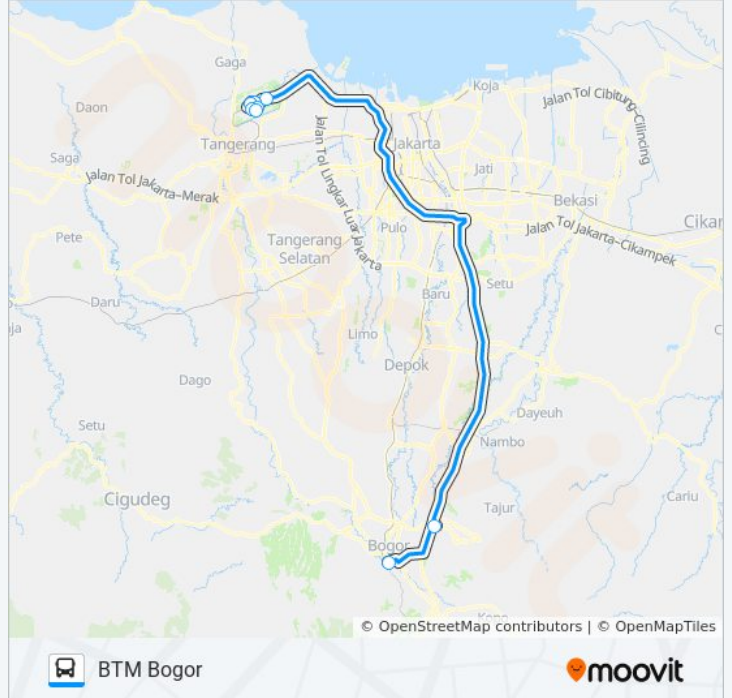 Gaga
Koja
Jalan Tol Cibitung-Cilincing
Daon
Tangerang
Jakarta
Saga
Jati
Jalan Tol Jakarta–Merak
Jalan Tol Lingkar Luar Jakarta
Bekasi
Pulo
Jalan Tol Jakarta–Cikampek
Cikar
Pete
Tangerang
Selatan
Setu
Baru
Daru
ja
Limo
C
Depok
Dago
Dayeuh
Setu
Nambo
Cigudeg
Cariu
Tajur
Bogor
© OpenStreetMap contributors | © OpenMapTiles
BTM Bogor
moovit